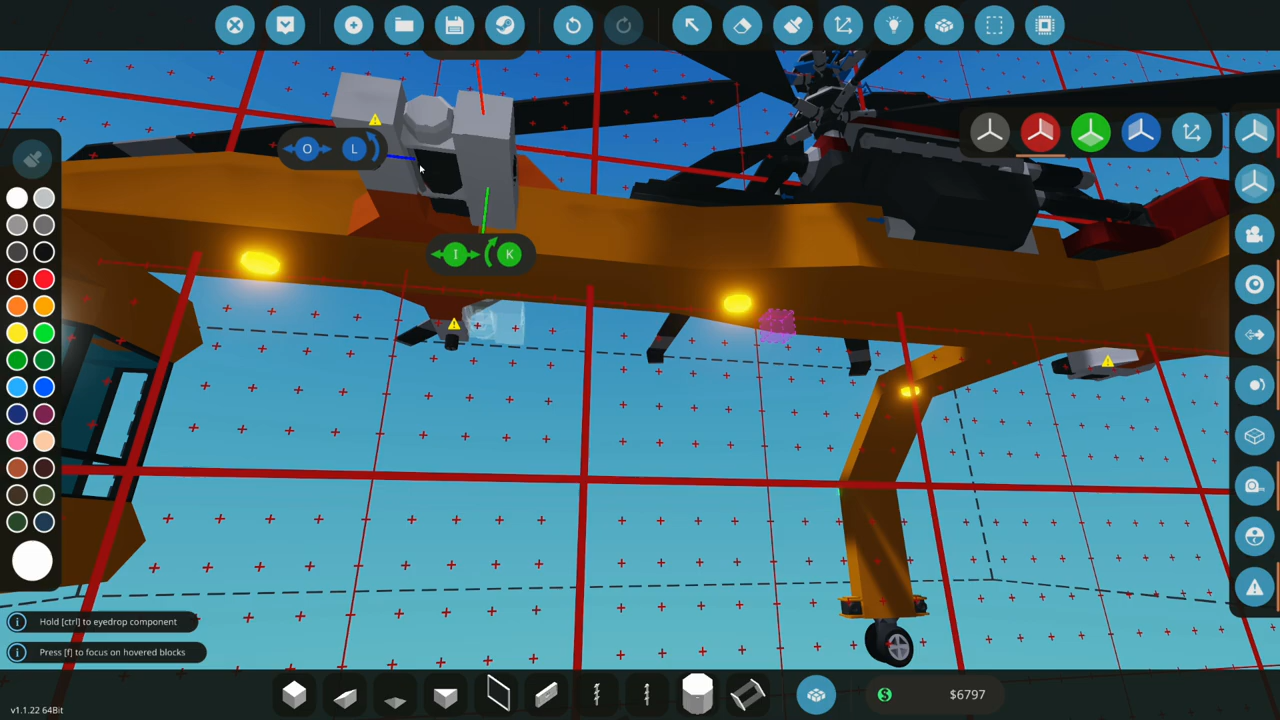 O L
I K
Hold [ctrl] to eyedrop component
Press [f] to focus on hovered blocks
$ $6797
v1.1.22 64Bit